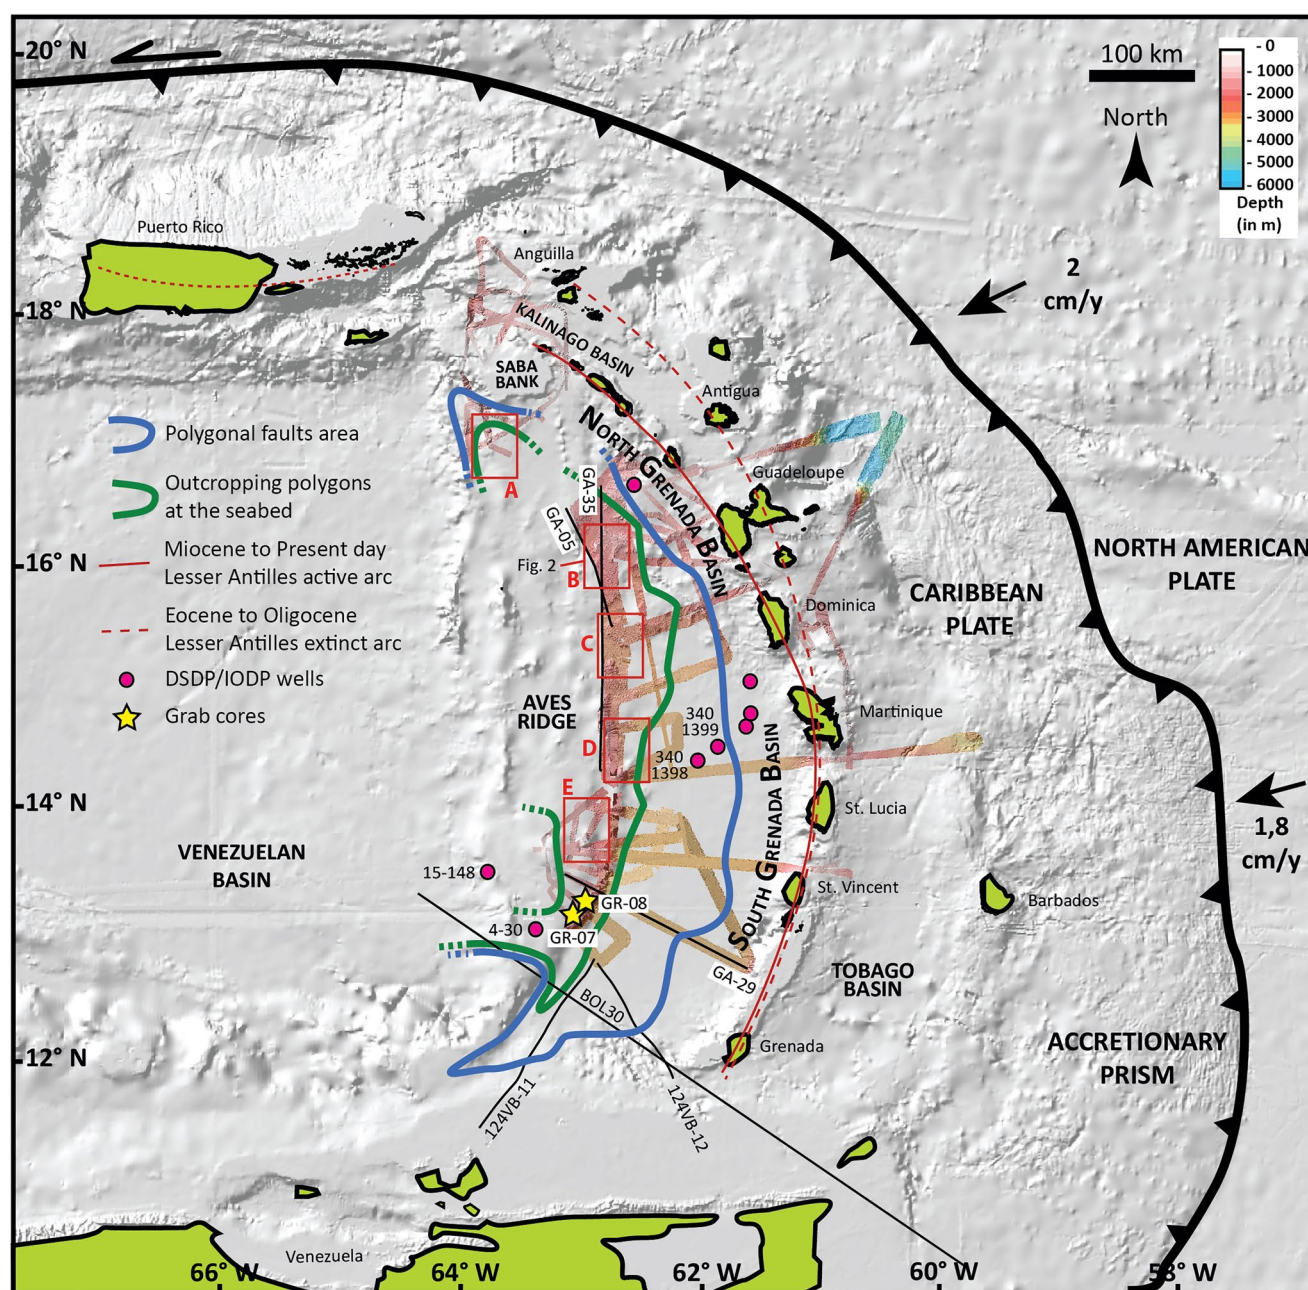 20° N
100 km
- 0
- 1000
- 2000
- 3000
- 4000
- 5000
- 6000
Depth
(in m)
North
Puerto Rico
Anguilla
2
cm/y
18° N
KALINAGO BASIN
SABA
BANK
Antigua
NORTH GRENADA BASIN
Polygonal faults area
Outcropping polygons
at the seabed
Miocene to Present day
Lesser Antilles active arc
Eocene to Oligocene
Lesser Antilles extinct arc
DSDP/IODP wells
Grab cores
A
GA-35
GA-05
Guadeloupe
16° N
Fig. 2
B
NORTH AMERICAN
PLATE
CARIBBEAN
PLATE
Dominica
C
AVES
RIDGE
340
1399
Martinique
D
340
1398
SOUTH GRENADA BASIN
E
14° N
St. Lucia
1,8
cm/y
VENEZUELAN
BASIN
15-148
St. Vincent
Barbados
GR-08
4-30
GR-07
GA-29
TOBAGO
BASIN
BOL30
12° N
Grenada
ACCRETIONARY
PRISM
124VB-11
124VB-12
Venezuela
66° W
64° W
62° W
60° W
58° W